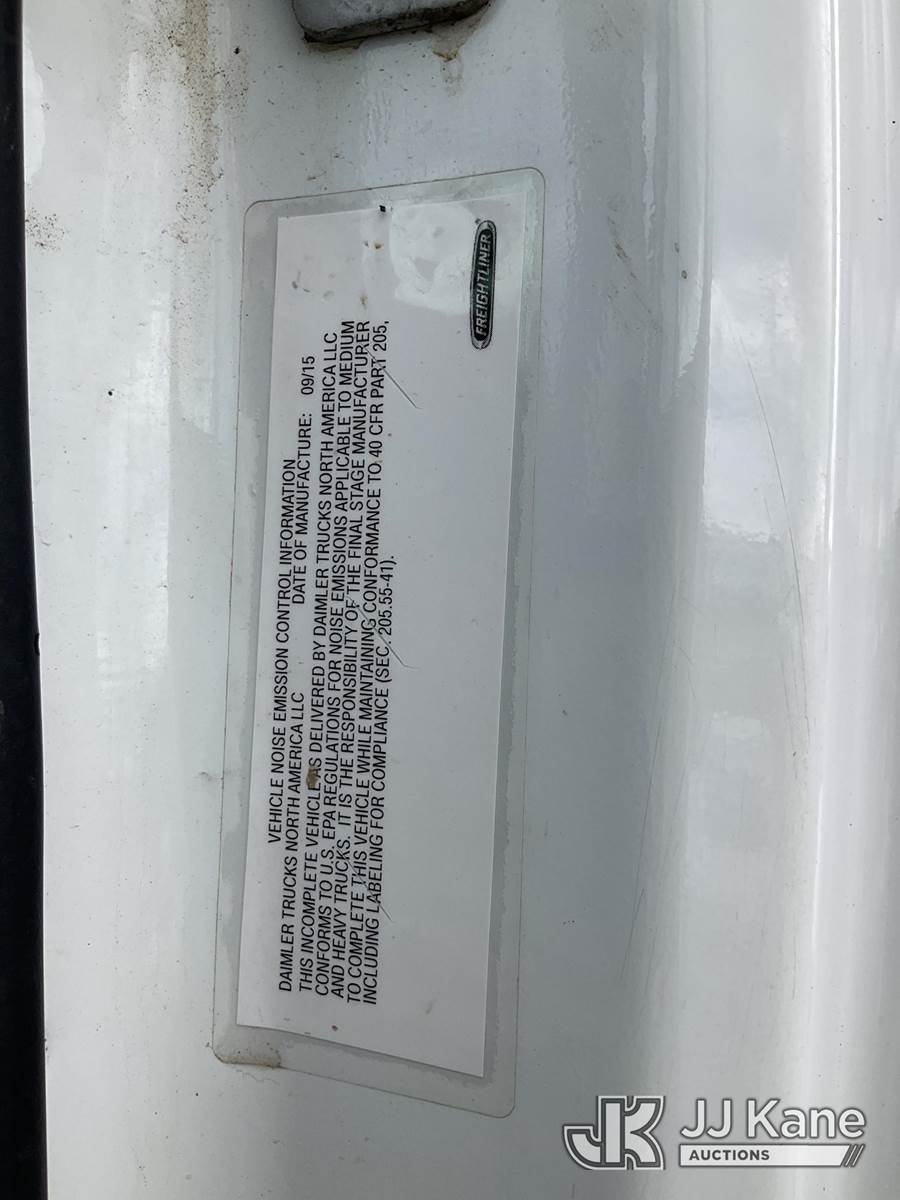 VEHICLE NOISE EMISSION CONTROL INFORMATION
DAIMLER TRUCKS NORTH AMERICA LLC DATE OF MANUFACTURE: 09/15
THIS INCOMPLETE VEHICLE AS DELIVERED BY DAIMLER TRUCKS NORTH AMERICA LLC
CONFORMS TO U.S. EPA REGULATIONS FOR NOISE EMISSIONS APPLICABLE TO MEDIUM
AND HEAVY TRUCKS. IT IS THE RESPONSIBILITY OF THE FINAL STAGE MANUFACTURER
TO COMPLETE THIS VEHICLE WHILE MAINTAINING CONFORMANCE TO 40 CFR PART 205,
INCLUDING LABELING FOR COMPLIANCE (SEC. 205.55-41).
FREIGHTLINER
JK JJ Kane
AUCTIONS